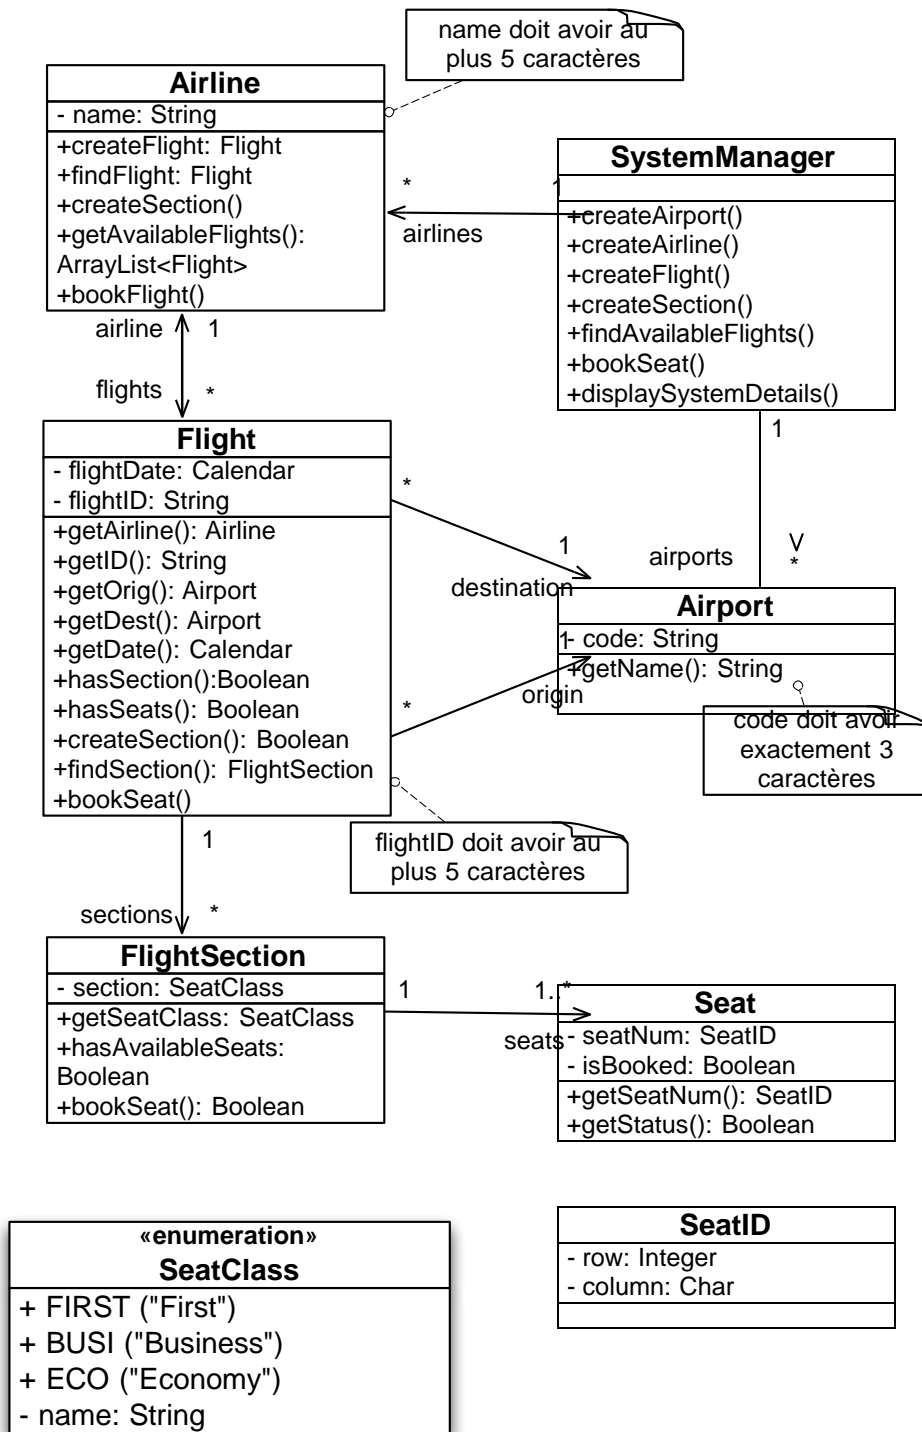 name doit avoir au
plus 5 caractères
Airline
- name: String
+createFlight: Flight
+findFlight: Flight
+createSection()
+getAvailableFlights():
ArrayList<Flight>
+bookFlight()
*
1
airlines
SystemManager
+createAirport()
+createAirline()
+createFlight()
+createSection()
+findAvailableFlights()
+bookSeat()
+displaySystemDetails()
airline
1
flights
*
1
airports
*
Flight
- flightDate: Calendar
- flightID: String
+getAirline(): Airline
+getID(): String
+getOrig(): Airport
+getDest(): Airport
+getDate(): Calendar
+hasSection():Boolean
+hasSeats(): Boolean
+createSection(): Boolean
+findSection(): FlightSection
+bookSeat()
*
1
destination
*
1
origin
Airport
- code: String
+getName(): String
code doit avoir
exactement 3
caractères
flightID doit avoir au
plus 5 caractères
1
sections
*
FlightSection
- section: SeatClass
+getSeatClass: SeatClass
+hasAvailableSeats:
Boolean
+bookSeat(): Boolean
1
1..*
seats
Seat
- seatNum: SeatID
- isBooked: Boolean
+getSeatNum(): SeatID
+getStatus(): Boolean
«enumeration»
SeatClass
+ FIRST ("First")
+ BUSI ("Business")
+ ECO ("Economy")
- name: String
SeatID
- row: Integer
- column: Char